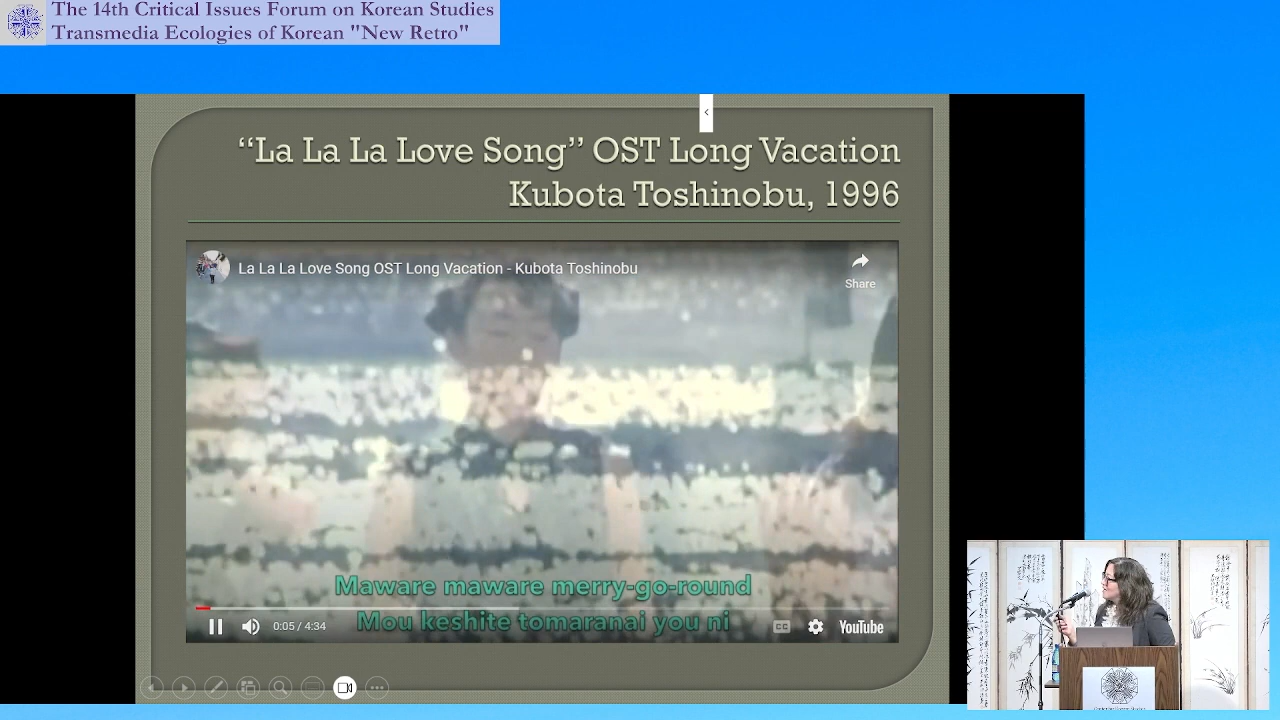 The 14th Critical Issues Forum on Korean Studies
Transmedia Ecologies of Korean "New Retro"
“La La La Love Song” OST Long Vacation
Kubota Toshinobu, 1996
La La La Love Song OST Long Vacation - Kubota Toshinobu
Share
Maware maware merry-go-round
Mou keshite tomaranai you ni
0:05 / 4:34
CC
YouTube